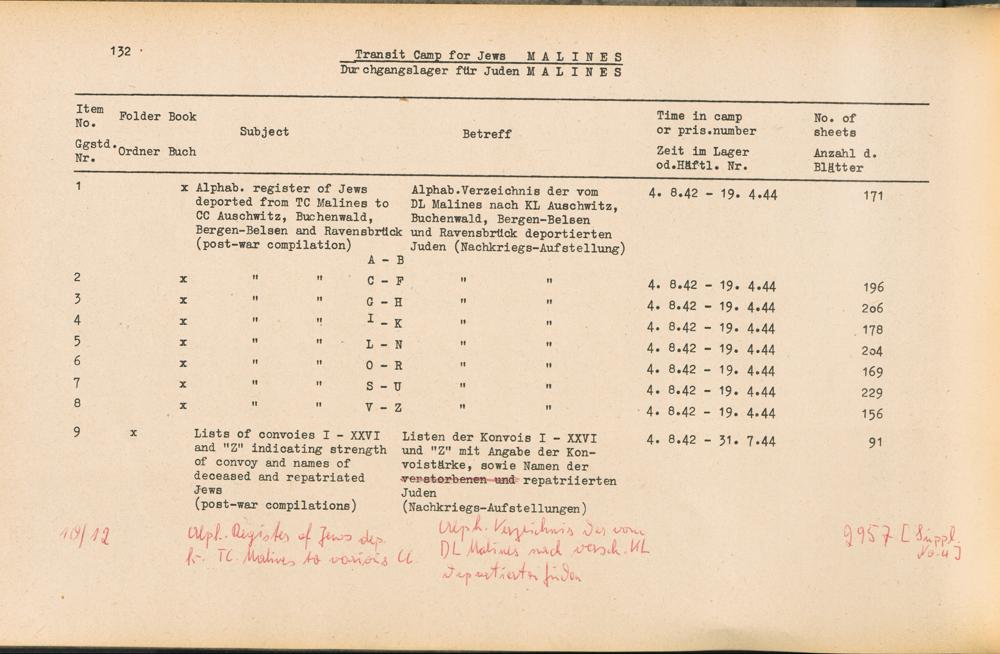 132
Transit Camp for Jews M A L I N E S
Durchgangslager für Juden M A L I N E S
Item No. Folder Book Subject Betreff Time in camp or pris.number No. of sheets
Ggstd. Nr. Ordner Buch Zeit im Lager od.Häftl. Nr. Anzahl d. Blätter
1 x Alphab. register of Jews Alphab.Verzeichnis der vom 4. 8.42 - 19. 4.44 171
deported from TC Malines to DL Malines nach KL Auschwitz,
CC Auschwitz, Buchenwald, Buchenwald, Bergen-Belsen
Bergen-Belsen and Ravensbrück und Ravensbrück deportierten
(post-war compilation) Juden (Nachkriegs-Aufstellung)
A - B
2 x " " C - F " " 4. 8.42 - 19. 4.44 196
3 x " " G - H " " 4. 8.42 - 19. 4.44 206
4 x " " I - K " " 4. 8.42 - 19. 4.44 178
5 x " " L - N " " 4. 8.42 - 19. 4.44 204
6 x " " O - R " " 4. 8.42 - 19. 4.44 169
7 x " " S - U " " 4. 8.42 - 19. 4.44 229
8 x " " V - Z " " 4. 8.42 - 19. 4.44 156
9 x Lists of convoies I - XXVI Listen der Konvois I - XXVI 4. 8.42 - 31. 7.44 91
and "Z" indicating strength und "Z" mit Angabe der Kon-
of convoy and names of voistärke, sowie Namen der
deceased and repatriated verstorbenen und repatriierten
Jews Juden
(post-war compilations) (Nachkriegs-Aufstellungen)
Alph. Register of Jews dep. Alph. Verzeichnis der vom 2957 [Suppl.
fr. TC. Malines to various CC. DL Malines nach versch. KL
deportierten Juden